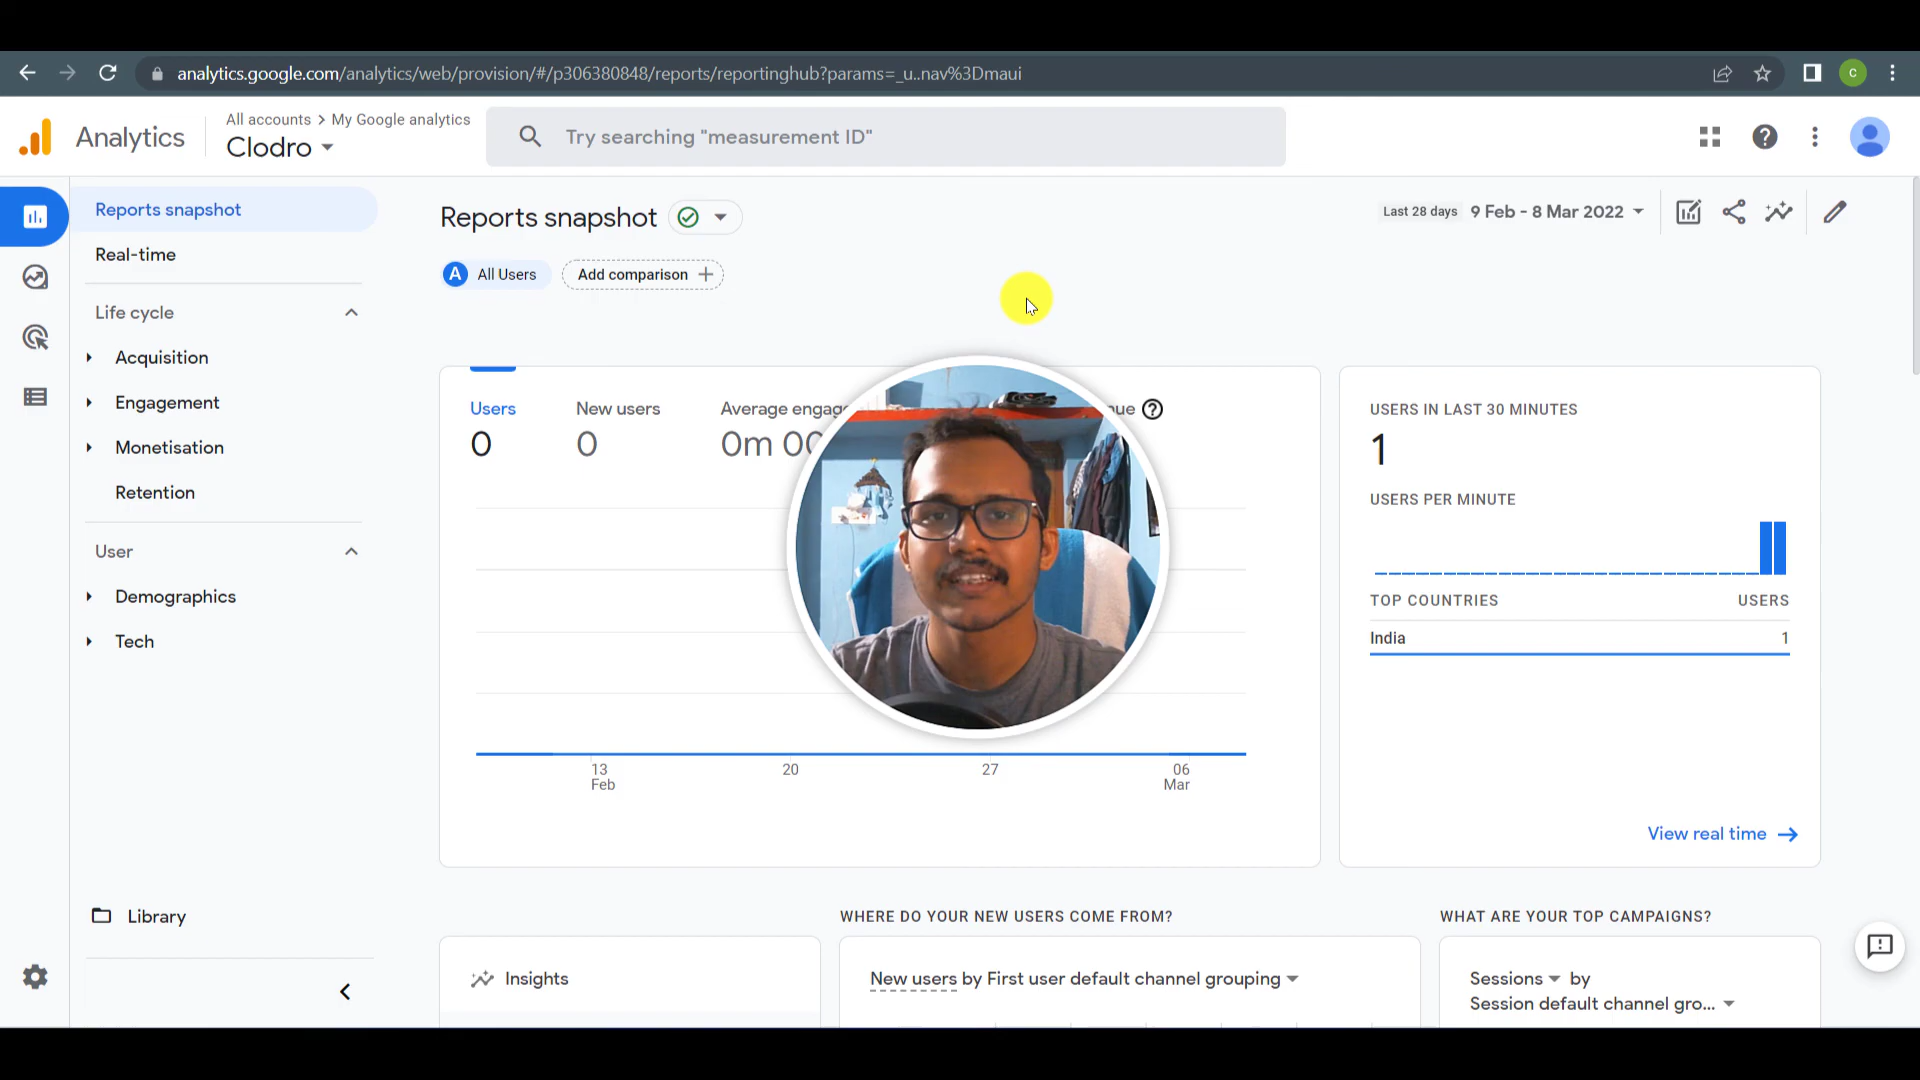 analytics.google.com/analytics/web/provision/#/p306380848/reports/reportinghub?params=_u..nav%3Dmaui
C
Analytics
All accounts > My Google analytics
Clodro
Try searching "measurement ID"
Reports snapshot
Real-time
Life cycle
Acquisition
Engagement
Monetisation
Retention
User
Demographics
Tech
Library
Reports snapshot
Last 28 days 9 Feb - 8 Mar 2022
A All Users
Add comparison +
Users
0
New users
0
Average engag
0m 00
ue
13
Feb
20
27
06
Mar
USERS IN LAST 30 MINUTES
1
USERS PER MINUTE
TOP COUNTRIES USERS
India 1
View real time
Insights
WHERE DO YOUR NEW USERS COME FROM?
New users by First user default channel grouping
WHAT ARE YOUR TOP CAMPAIGNS?
Sessions by
Session default channel gro...